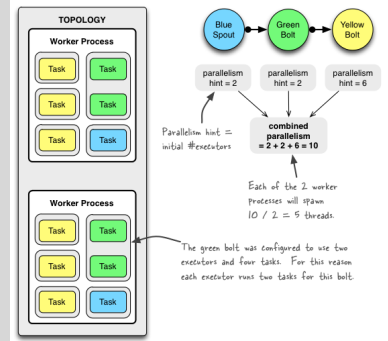 TOPOLOGY
Worker Process
Task
Task
Task
Task
Task
Task
Worker Process
Task
Task
Task
Task
Task
Task
Blue
Spout
Green
Bolt
Yellow
Bolt
parallelism
hint = 2
parallelism
hint = 2
parallelism
hint = 6
Parallelism hint =
initial #executors
combined
parallelism
= 2 + 2 + 6 = 10
Each of the 2 worker
processes will spawn
10 / 2 = 5 threads.
The green bolt was configured to use two
executors and four tasks. For this reason
each executor runs two tasks for this bolt.